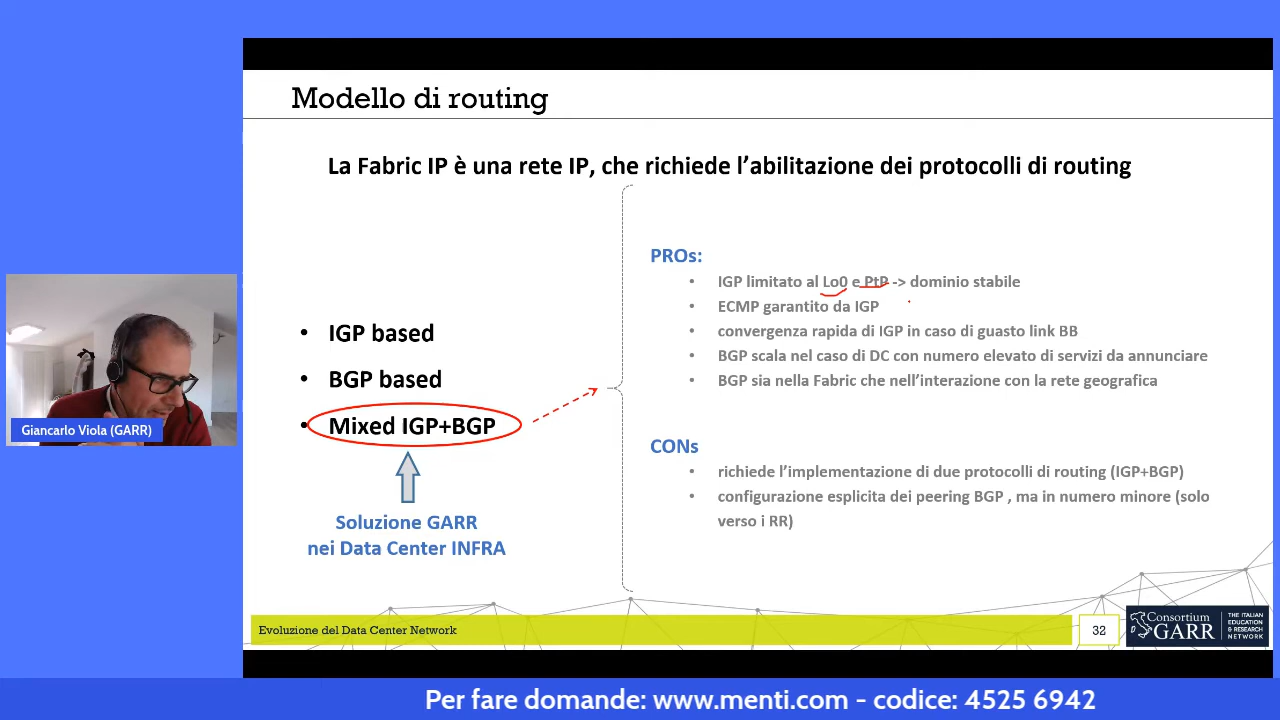 Modello di routing
La Fabric IP è una rete IP, che richiede l’abilitazione dei protocolli di routing
• IGP based
• BGP based
• Mixed IGP+BGP
Soluzione GARR
nei Data Center INFRA
PROs:
• IGP limitato al Lo0 e PtP -> dominio stabile
• ECMP garantito da IGP
• convergenza rapida di IGP in caso di guasto link BB
• BGP scala nel caso di DC con numero elevato di servizi da annunciare
• BGP sia nella Fabric che nell’interazione con la rete geografica
CONs
• richiede l’implementazione di due protocolli di routing (IGP+BGP)
• configurazione esplicita dei peering BGP , ma in numero minore (solo
verso i RR)
Giancarlo Viola (GARR)
Evoluzione del Data Center Network
32
Consortium
GARR
THE ITALIAN
EDUCATION
& RESEARCH
NETWORK
Per fare domande: www.menti.com - codice: 4525 6942